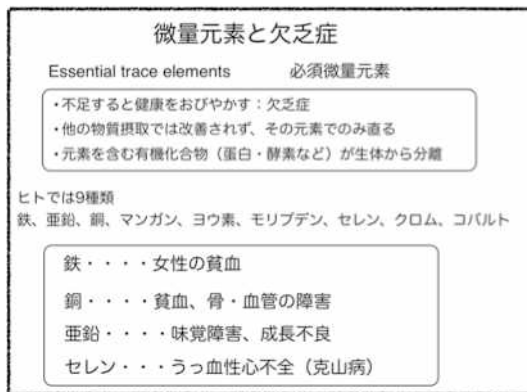 微量元素と欠乏症
Essential trace elements 必須微量元素
・不足すると健康をおびやかす：欠乏症
・他の物質摂取では改善されず、その元素でのみ直る
・元素を含む有機化合物（蛋白・酵素など）が生体から分離
ヒトでは9種類
鉄、亜鉛、銅、マンガン、ヨウ素、モリブデン、セレン、クロム、コバルト
鉄・・・・女性の貧血
銅・・・・貧血、骨・血管の障害
亜鉛・・・・味覚障害、成長不良
セレン・・・うっ血性心不全（克山病）